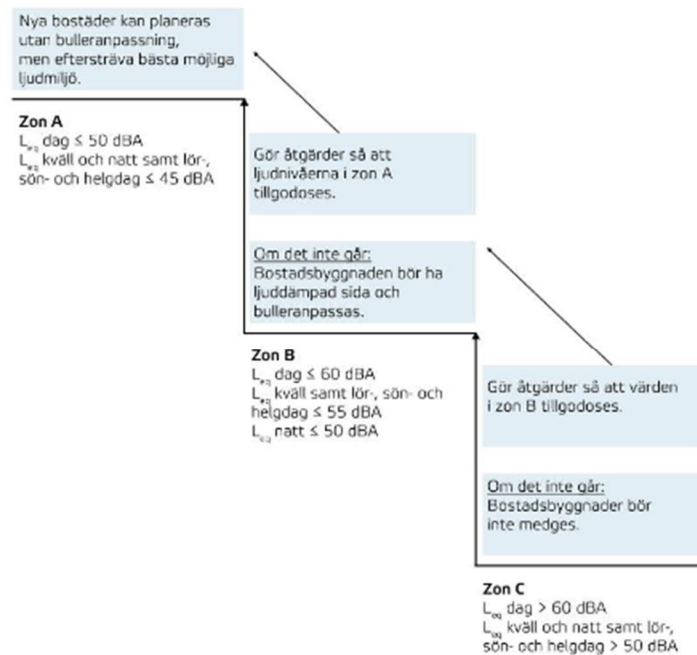 Nya bostäder kan planeras
utan bulleranpassning,
men eftersträva bästa möjliga
ljudmiljö.
Zon A
Leq dag ≤ 50 dBA
Leq kväll och natt samt lör-,
sön- och helgdag ≤ 45 dBA
Gör åtgärder så att
ljudnivåerna i zon A
tillgodoses.
Om det inte går:
Bostadsbyggnaden bör ha
ljuddämpad sida och
bulleranpassas.
Zon B
Leq dag ≤ 60 dBA
Leq kväll samt lör-, sön- och
helgdag ≤ 55 dBA
Leq natt ≤ 50 dBA
Gör åtgärder så att värden
i zon B tillgodoses.
Om det inte går:
Bostadsbyggnader bör
inte medges.
Zon C
Leq dag > 60 dBA
Leq kväll och natt samt lör-,
sön- och helgdag > 50 dBA